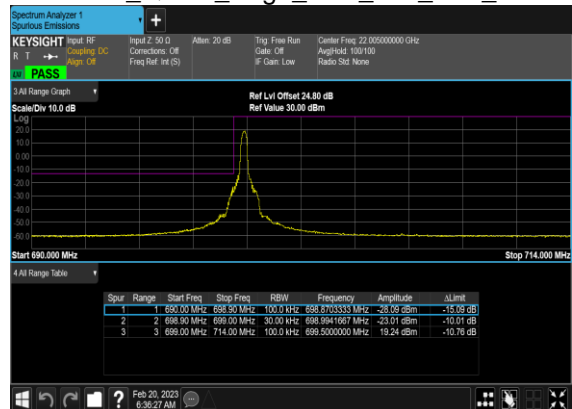 Spectrum Analyzer 1
Spurious Emissions
+
KEYSIGHT Input: RF Input Z: 50 Ω Atten: 20 dB Trig: Free Run Center Freq: 22.005000000 GHz
R T Coupling: DC Corrections: Off Gate: Off Avg|Hold: 100/100
Align: Off Freq Ref: Int (S) IF Gain: Low Radio Std: None
PASS
3 All Range Graph
Ref Lvl Offset 24.80 dB
Scale/Div 10.0 dB Ref Value 30.00 dBm
Log
20.0
10.0
0.00
-10.0
-20.0
-30.0
-40.0
-50.0
-60.0
Start 690.000 MHz Stop 714.000 MHz
4 All Range Table
Spur Range Start Freq Stop Freq RBW Frequency Amplitude ΔLimit
1 1 690.00 MHz 698.90 MHz 100.0 kHz 698.8703333 MHz -28.09 dBm -15.09 dB
2 2 698.90 MHz 699.00 MHz 30.00 kHz 698.9941667 MHz -23.01 dBm -10.01 dB
3 3 699.00 MHz 714.00 MHz 100.0 kHz 699.5000000 MHz 19.24 dBm -10.76 dB
? Feb 20, 2023
6:36:27 AM